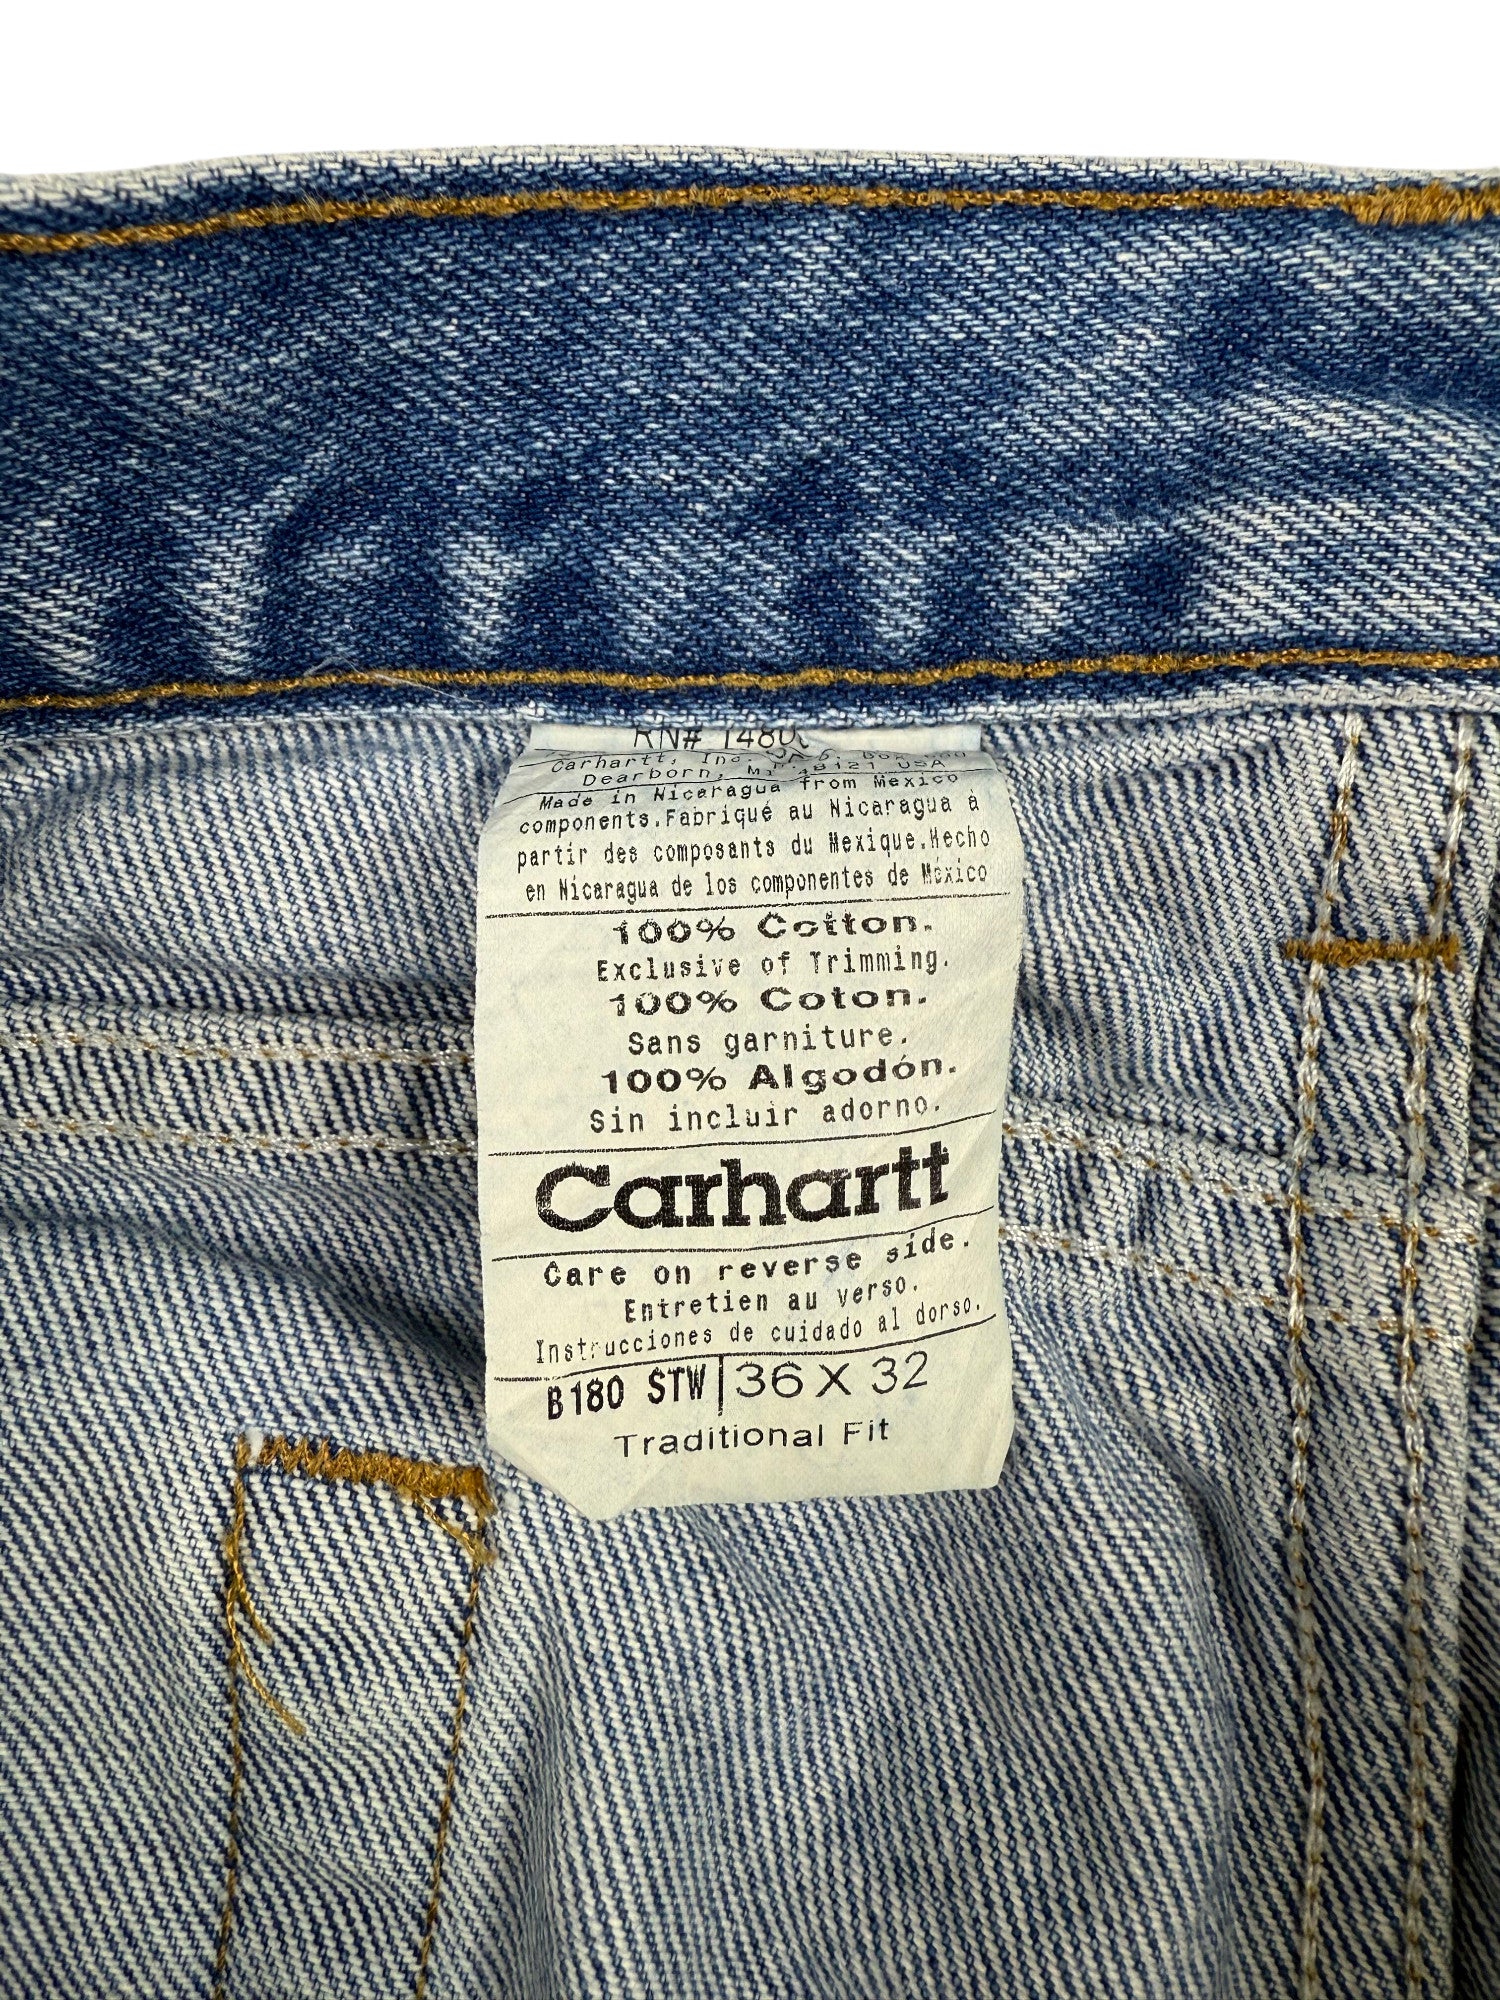 RN# 1480
Carhartt, Inc.
Dearborn, MI 48121 USA
Made in Nicaragua from Mexico
components.Fabriqué au Nicaragua à
partir des composants du Mexique.Hecho
en Nicaragua de los componentes de México
100% Cotton.
Exclusive of Trimming.
100% Coton.
Sans garniture.
100% Algodón.
Sin incluir adorno.
Carhartt
Care on reverse side.
Entretien au verso.
Instrucciones de cuidado al dorso.
B180 STW 36 X 32
Traditional Fit